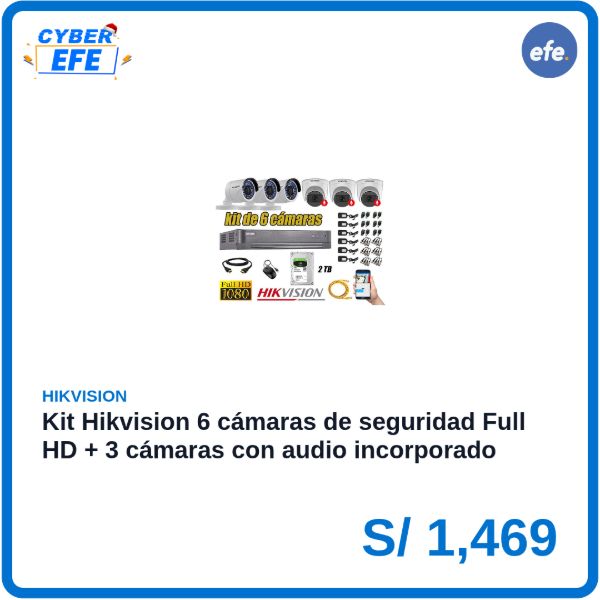 CYBER
EFE
efe.
kit de 6 cámaras
2 TB
Full HD
1080
HIKVISION
HIKVISION
Kit Hikvision 6 cámaras de seguridad Full
HD + 3 cámaras con audio incorporado
S/ 1,469